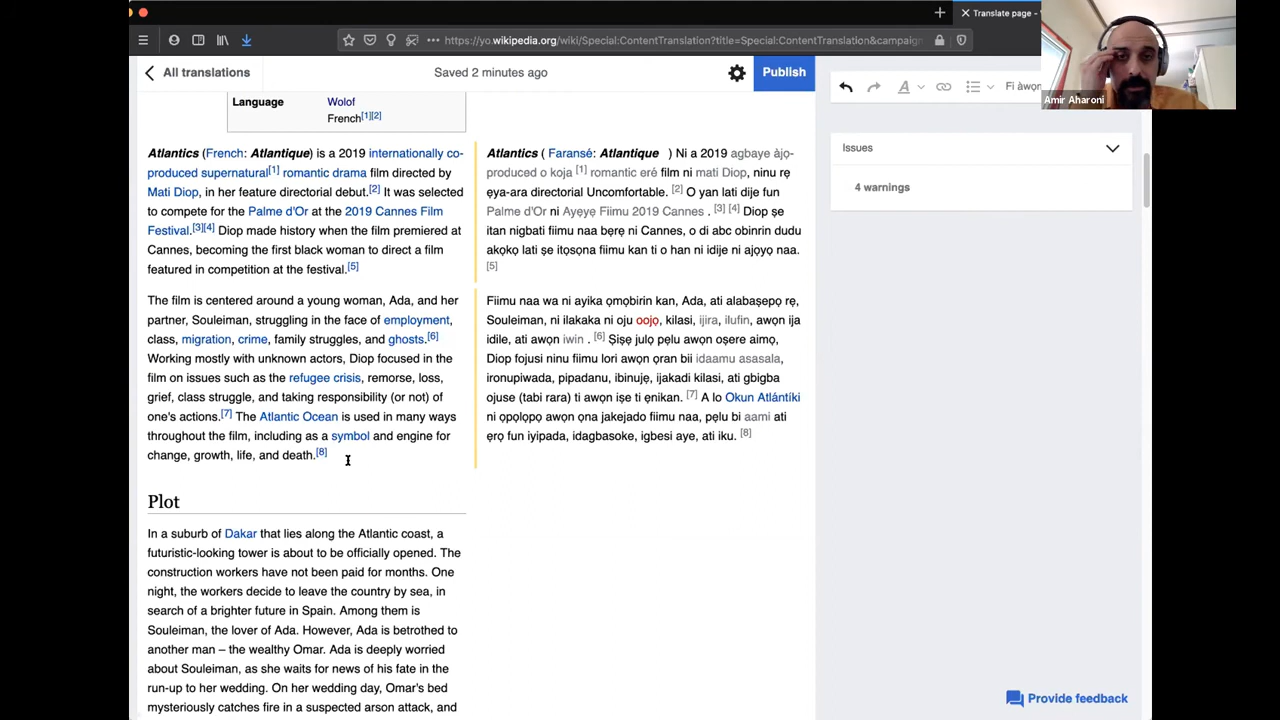 Translate page -
https://yo.wikipedia.org/wiki/Special:ContentTranslation?title=Special:ContentTranslation&campaign
All translations
Saved 2 minutes ago
Publish
A
Fi àwọn
Amir Aharoni
Language Wolof
French[1][2]
Atlantics (French: Atlantique) is a 2019 internationally co-
produced supernatural[1] romantic drama film directed by
Mati Diop, in her feature directorial debut.[2] It was selected
to compete for the Palme d'Or at the 2019 Cannes Film
Festival.[3][4] Diop made history when the film premiered at
Cannes, becoming the first black woman to direct a film
featured in competition at the festival.[5]
The film is centered around a young woman, Ada, and her
partner, Souleiman, struggling in the face of employment,
class, migration, crime, family struggles, and ghosts.[6]
Working mostly with unknown actors, Diop focused in the
film on issues such as the refugee crisis, remorse, loss,
grief, class struggle, and taking responsibility (or not) of
one's actions.[7] The Atlantic Ocean is used in many ways
throughout the film, including as a symbol and engine for
change, growth, life, and death.[8]
Plot
In a suburb of Dakar that lies along the Atlantic coast, a
futuristic-looking tower is about to be officially opened. The
construction workers have not been paid for months. One
night, the workers decide to leave the country by sea, in
search of a brighter future in Spain. Among them is
Souleiman, the lover of Ada. However, Ada is betrothed to
another man – the wealthy Omar. Ada is deeply worried
about Souleiman, as she waits for news of his fate in the
run-up to her wedding. On her wedding day, Omar's bed
mysteriously catches fire in a suspected arson attack, and
Atlantics ( Faransé: Atlantique ) Ni a 2019 agbaye àjọ-
produced o koja [1] romantic eré film ni mati Diop, ninu rẹ
ẹya-ara directorial Uncomfortable. [2] O yan lati dije fun
Palme d'Or ni Ayẹyẹ Fiimu 2019 Cannes . [3] [4] Diop ṣe
itan nigbati fiimu naa bẹrẹ ni Cannes, o di abc obinrin dudu
akọkọ lati ṣe itọsọna fiimu kan ti o han ni idije ni ajọyọ naa.
[5]
Fiimu naa wa ni ayika ọmọbirin kan, Ada, ati alabaṣepọ rẹ,
Souleiman, ni ilakaka ni oju oojọ, kilasi, ijira, ilufin, awọn ija
idile, ati awọn iwin . [6] Ṣiṣẹ julọ pẹlu awọn oṣere aimọ,
Diop fojusi ninu fiimu lori awọn ọran bii idaamu asasala,
ironupiwada, pipadanu, ibinujẹ, ijakadi kilasi, ati gbigba
ojuse (tabi rara) ti awọn iṣe ti ẹnikan. [7] A lo Okun Atlántíkì
ni ọpọlọpọ awọn ọna jakejado fiimu naa, pẹlu bi aami ati
ẹrọ fun iyipada, idagbasoke, igbesi aye, ati iku. [8]
Issues
4 warnings
Provide feedback